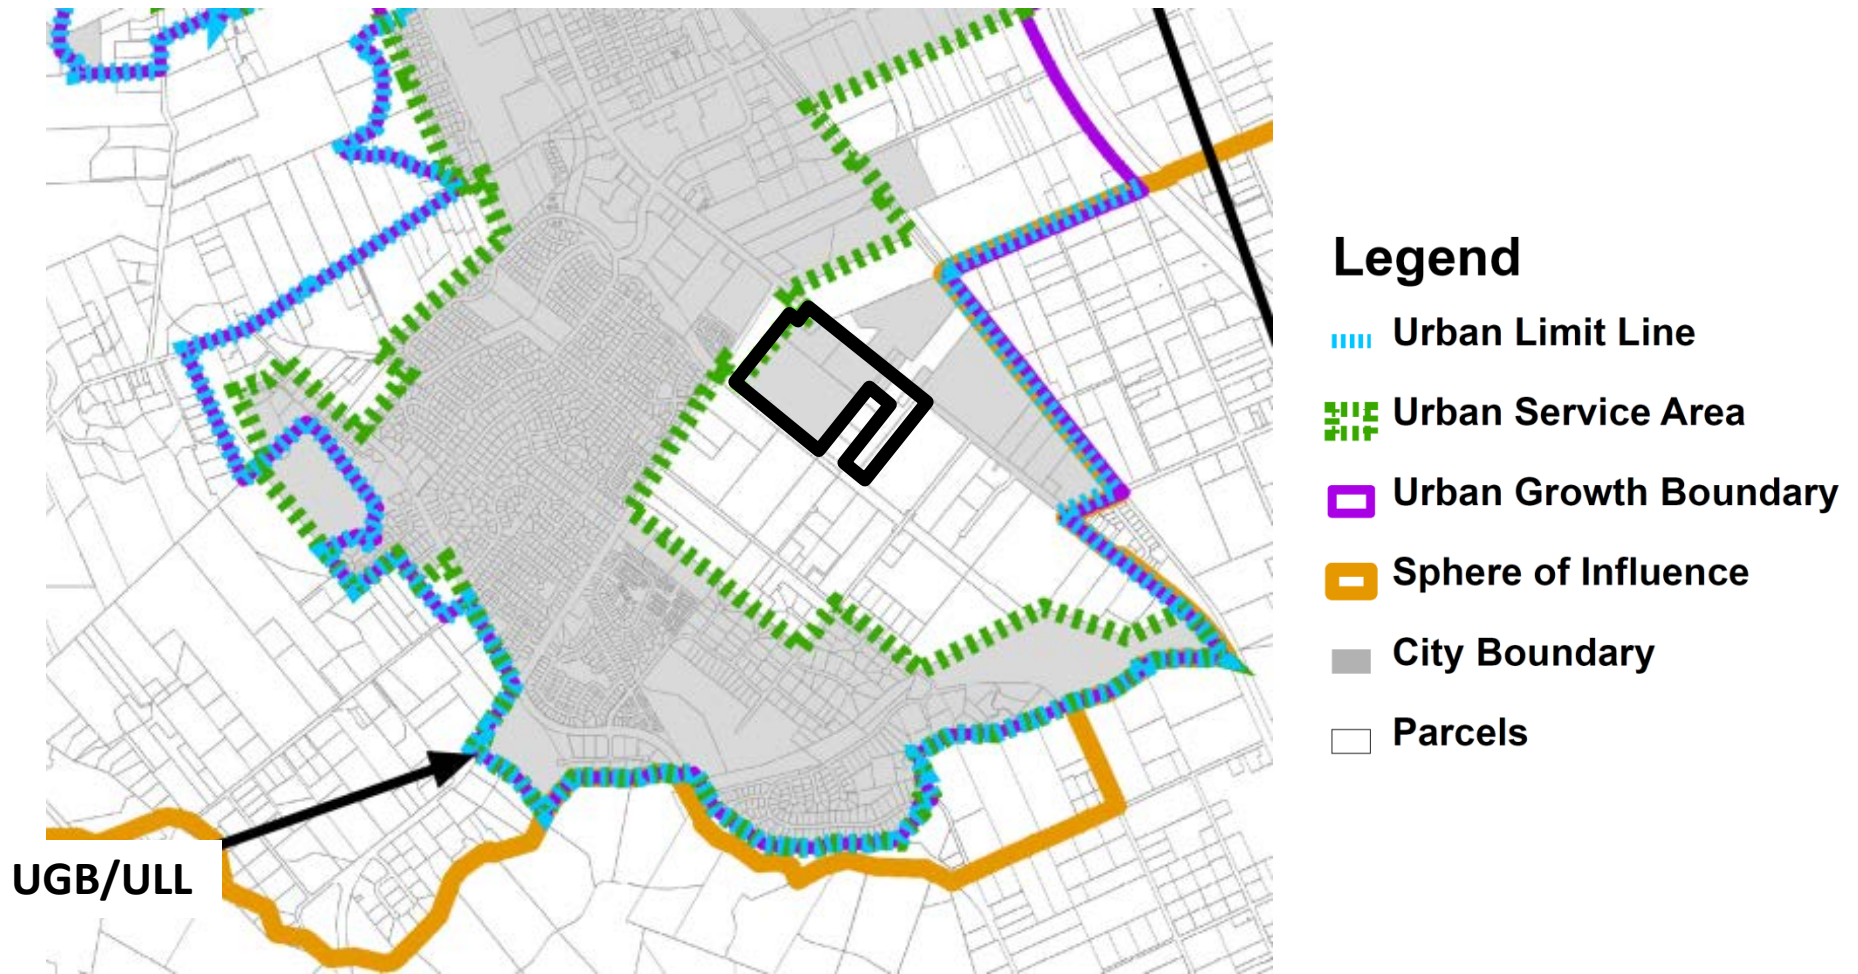 Legend
Urban Limit Line
Urban Service Area
Urban Growth Boundary
Sphere of Influence
City Boundary
Parcels
UGB/ULL